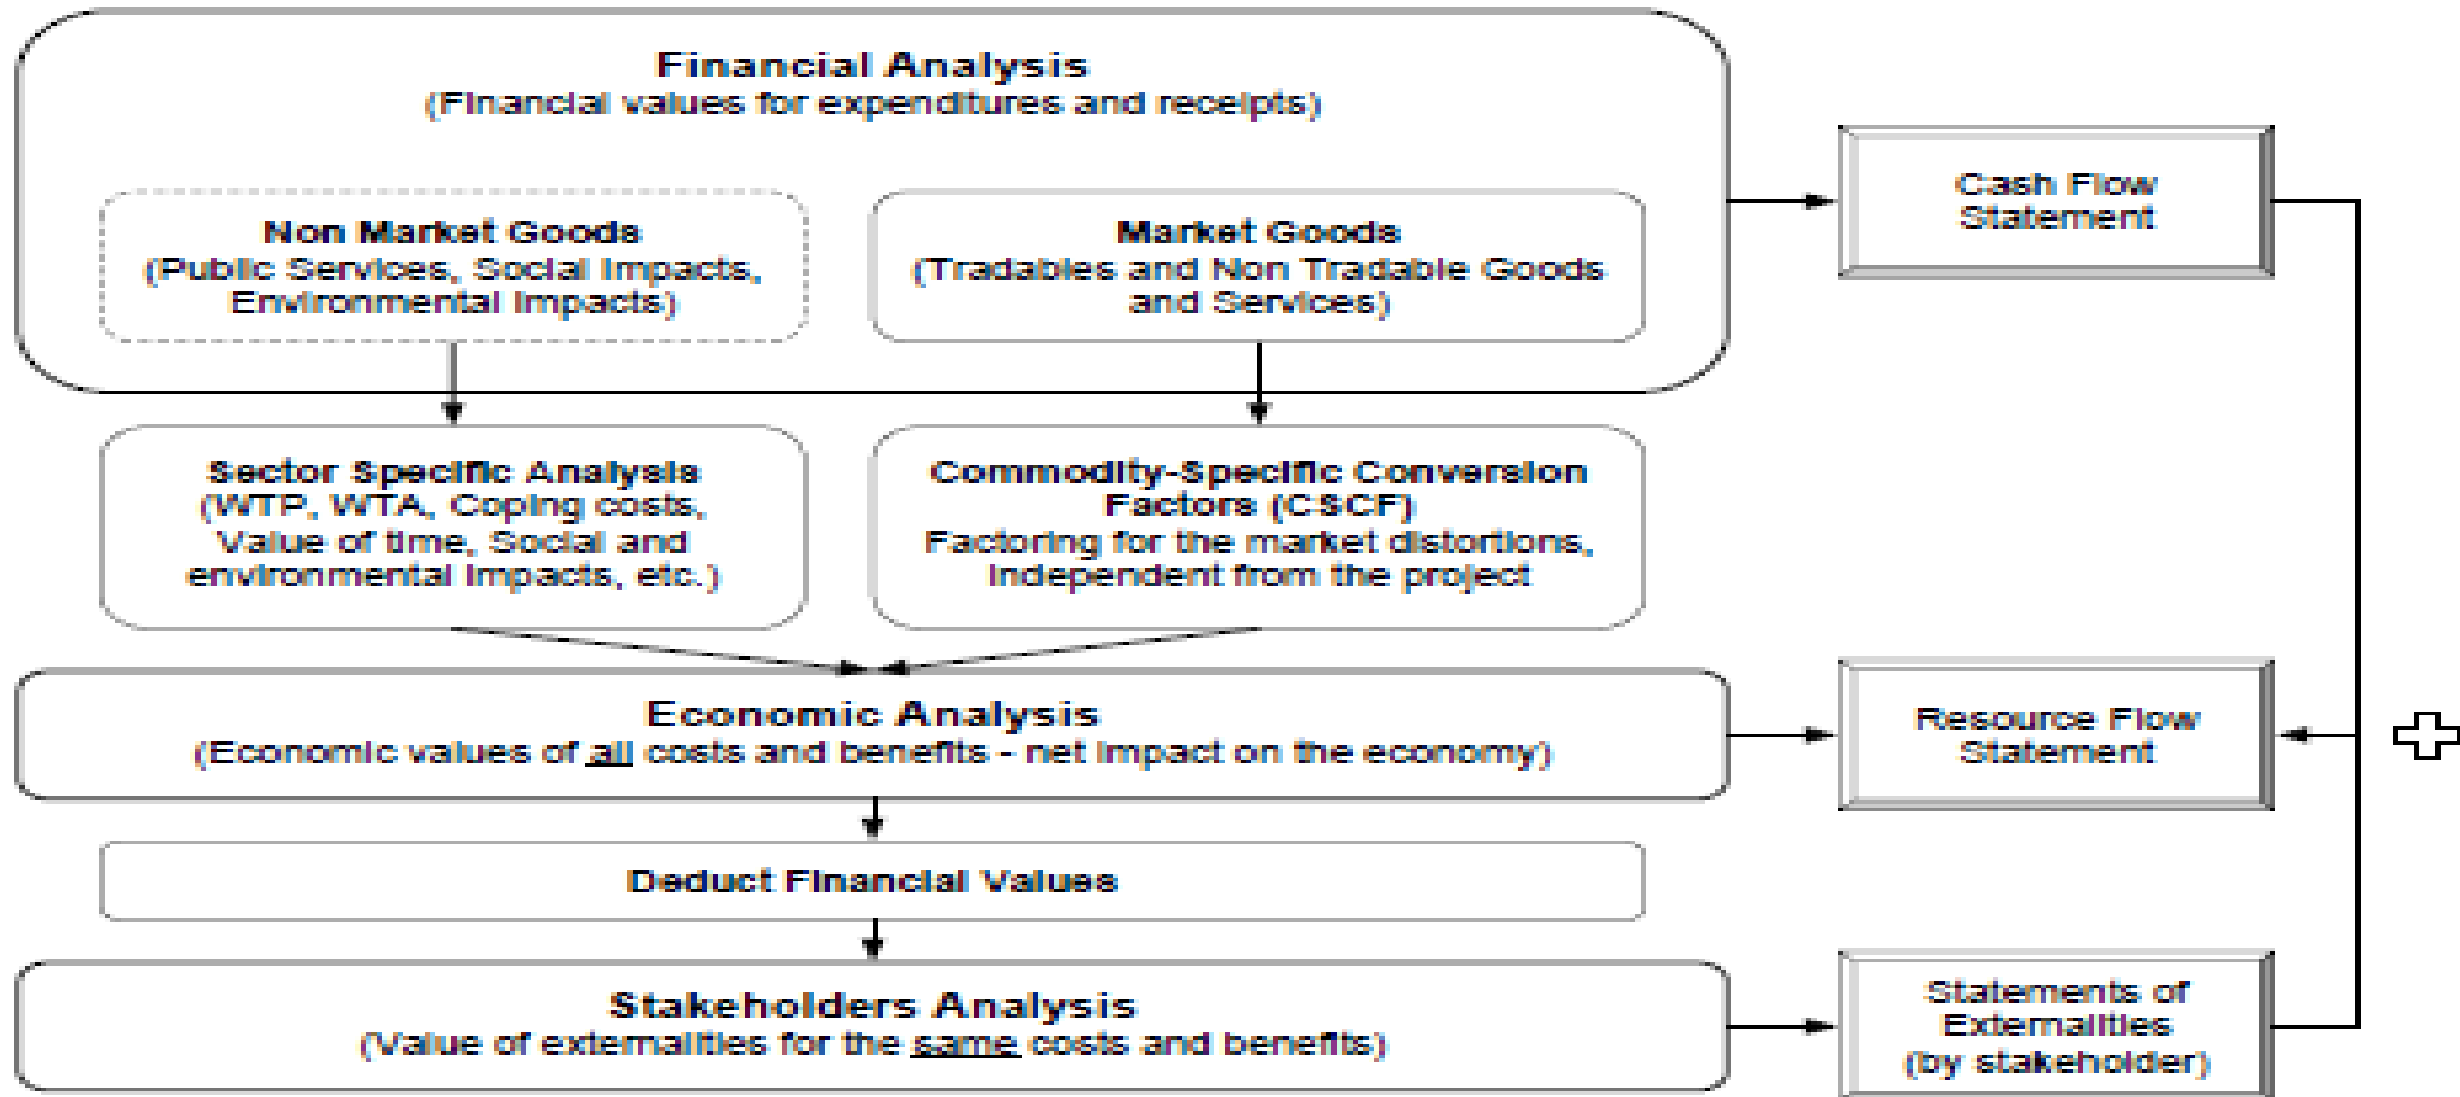 Financial Analysis
(Financial values for expenditures and receipts)
Non Market Goods
(Public Services, Social Impacts,
Environmental Impacts)
Market Goods
(Tradables and Non Tradable Goods
and Services)
Cash Flow
Statement
Sector Specific Analysis
(WTP, WTA, Coping costs,
Value of time, Social and
environmental impacts, etc.)
Commodity-Specific Conversion
Factors (CSCF)
Factoring for the market distortions,
independent from the project
Economic Analysis
(Economic values of all costs and benefits - net impact on the economy)
Resource Flow
Statement
Deduct Financial Values
Stakeholders Analysis
(Value of externalities for the same costs and benefits)
Statements of
Externalities
(by stakeholder)